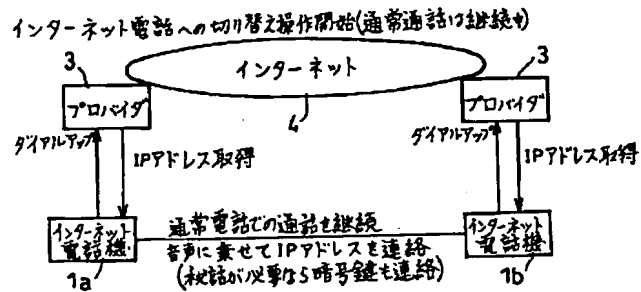 インターネット電話への切り替え操作開始(通常通話は継続中)
3
3
インターネット
プロバイダ
プロバイダ
4
ダイアルアップ
IPアドレス取得
ダイアルアップ
IPアドレス取得
通常電話での通話を継続
インターネット
電話機
インターネット
電話機
音声に乗せてIPアドレスを連絡
(秘話が必要なら暗号鍵も連絡)
1a
1b